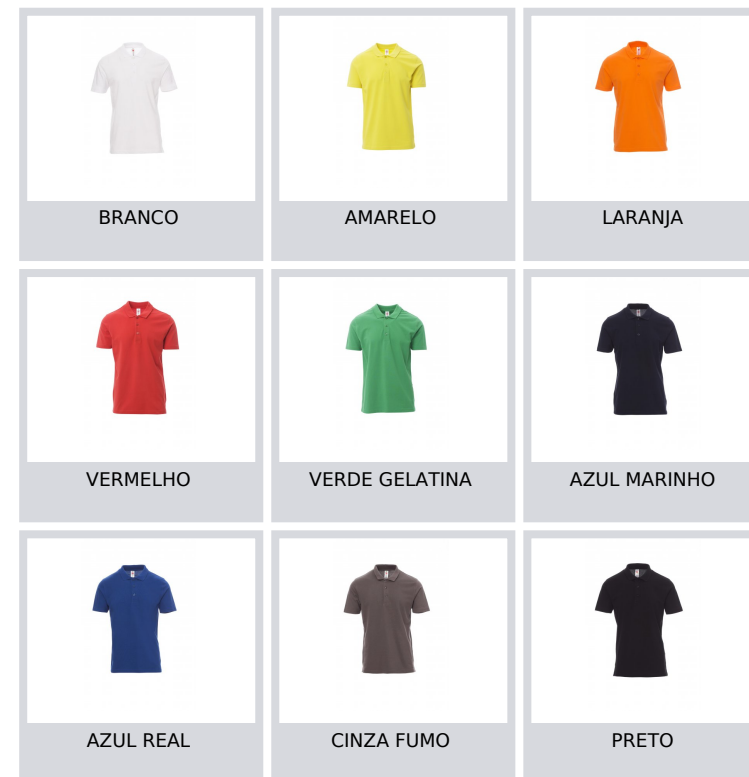 BRANCO
AMARELO
LARANJA
VERMELHO
VERDE GELATINA
AZUL MARINHO
AZUL REAL
CINZA FUMO
PRETO